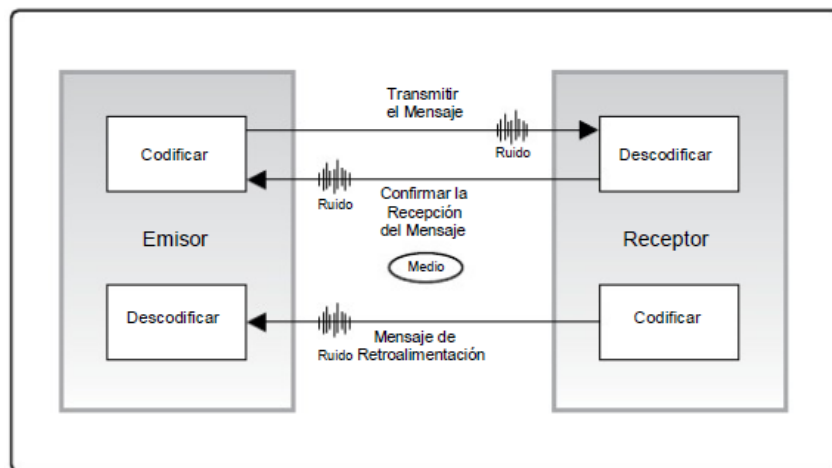 Transmitir
el Mensaje
Codificar
Ruido
Descodificar
Ruido
Confirmar la
Recepción
del Mensaje
Emisor
Receptor
Medio
Descodificar
Codificar
Ruido
Mensaje de
Retroalimentación